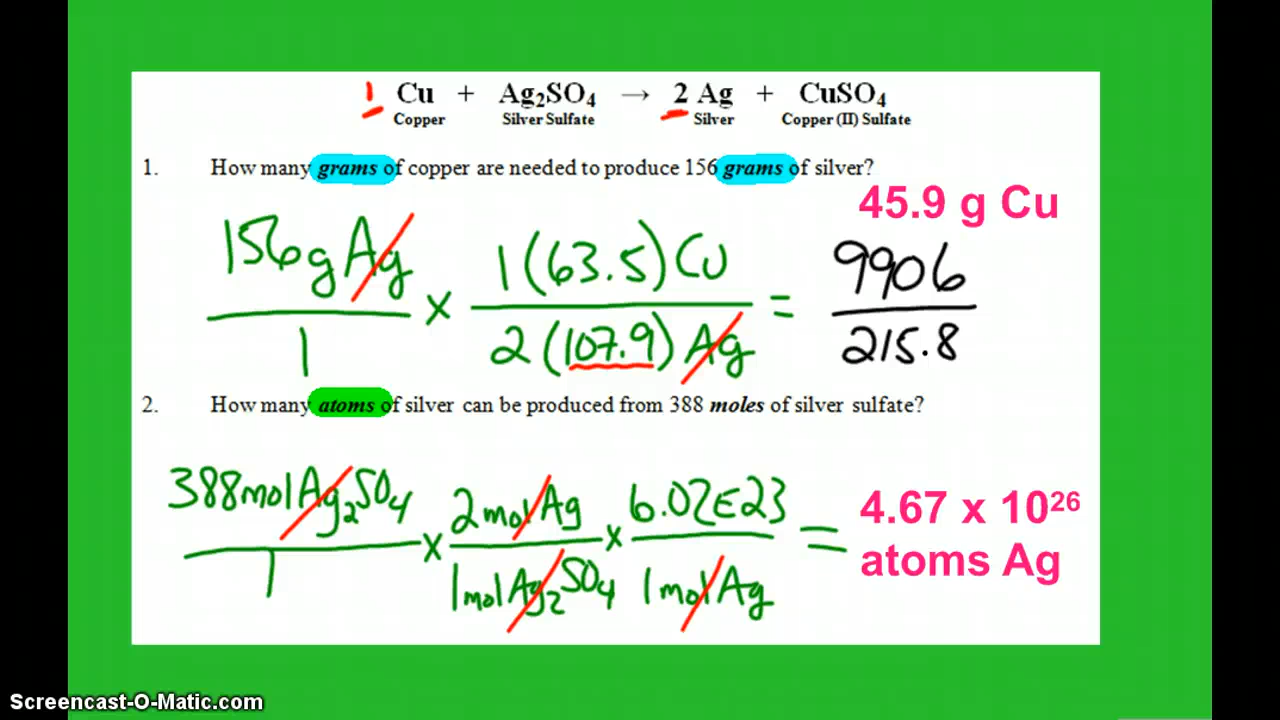 1 Cu + Ag₂SO₄ → 2 Ag + CuSO₄
Copper Silver Sulfate Silver Copper (II) Sulfate
1. How many grams of copper are needed to produce 156 grams of silver?
45.9 g Cu
156g Ag / 1 × 1(63.5)Cu / 2(107.9)Ag = 9906 / 215.8
2. How many atoms of silver can be produced from 388 moles of silver sulfate?
388mol Ag₂SO₄ / 1 × 2mol Ag / 1mol Ag₂SO₄ × 6.02E23 / 1mol Ag =
4.67 x 10²⁶
atoms Ag
Screencast-O-Matic.com